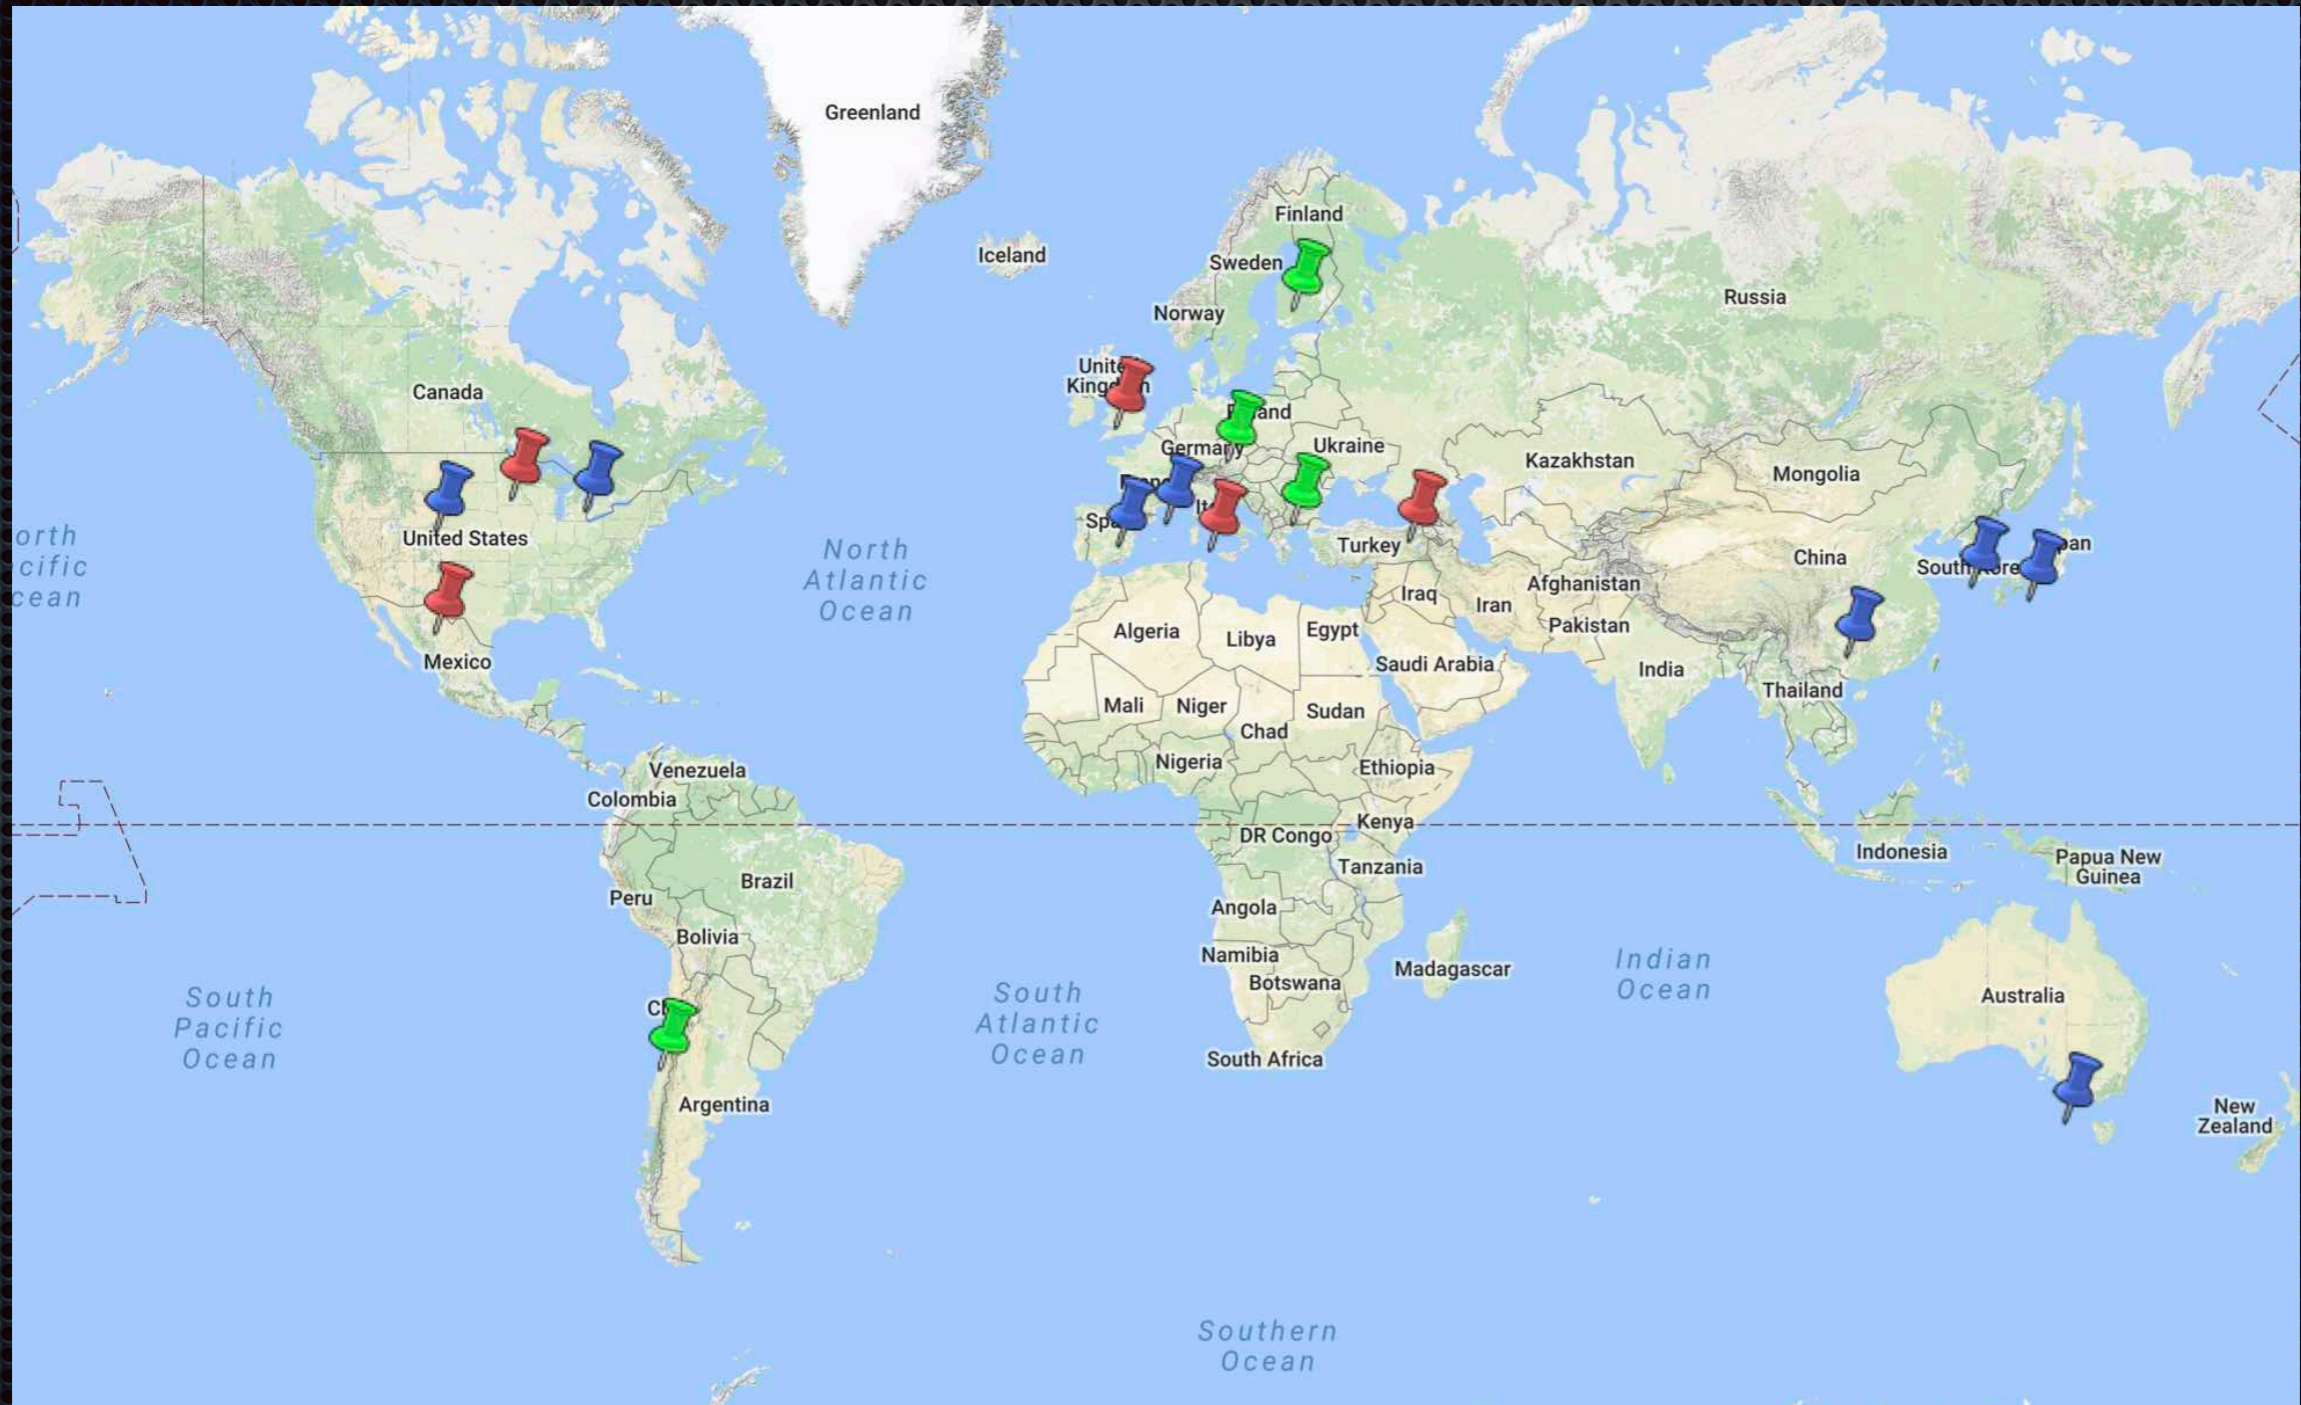 Greenland
Finland
Iceland
Sweden
Russia
Norway
Kingdom
Canada
Germany
Ukraine
Kazakhstan
Mongolia
United States
Turkey
China
North
Atlantic
Ocean
Afghanistan
Iraq
Iran
Pakistan
Algeria
Libya
Egypt
Saudi Arabia
India
Mexico
Thailand
Mali
Niger
Sudan
Chad
Nigeria
Ethiopia
Venezuela
Colombia
Kenya
DR Congo
Tanzania
Indonesia
Papua New
Guinea
Brazil
Peru
Angola
Bolivia
Namibia
Botswana
Madagascar
Indian
Ocean
Australia
South
Pacific
Ocean
South
Atlantic
Ocean
South Africa
Argentina
New
Zealand
Southern
Ocean